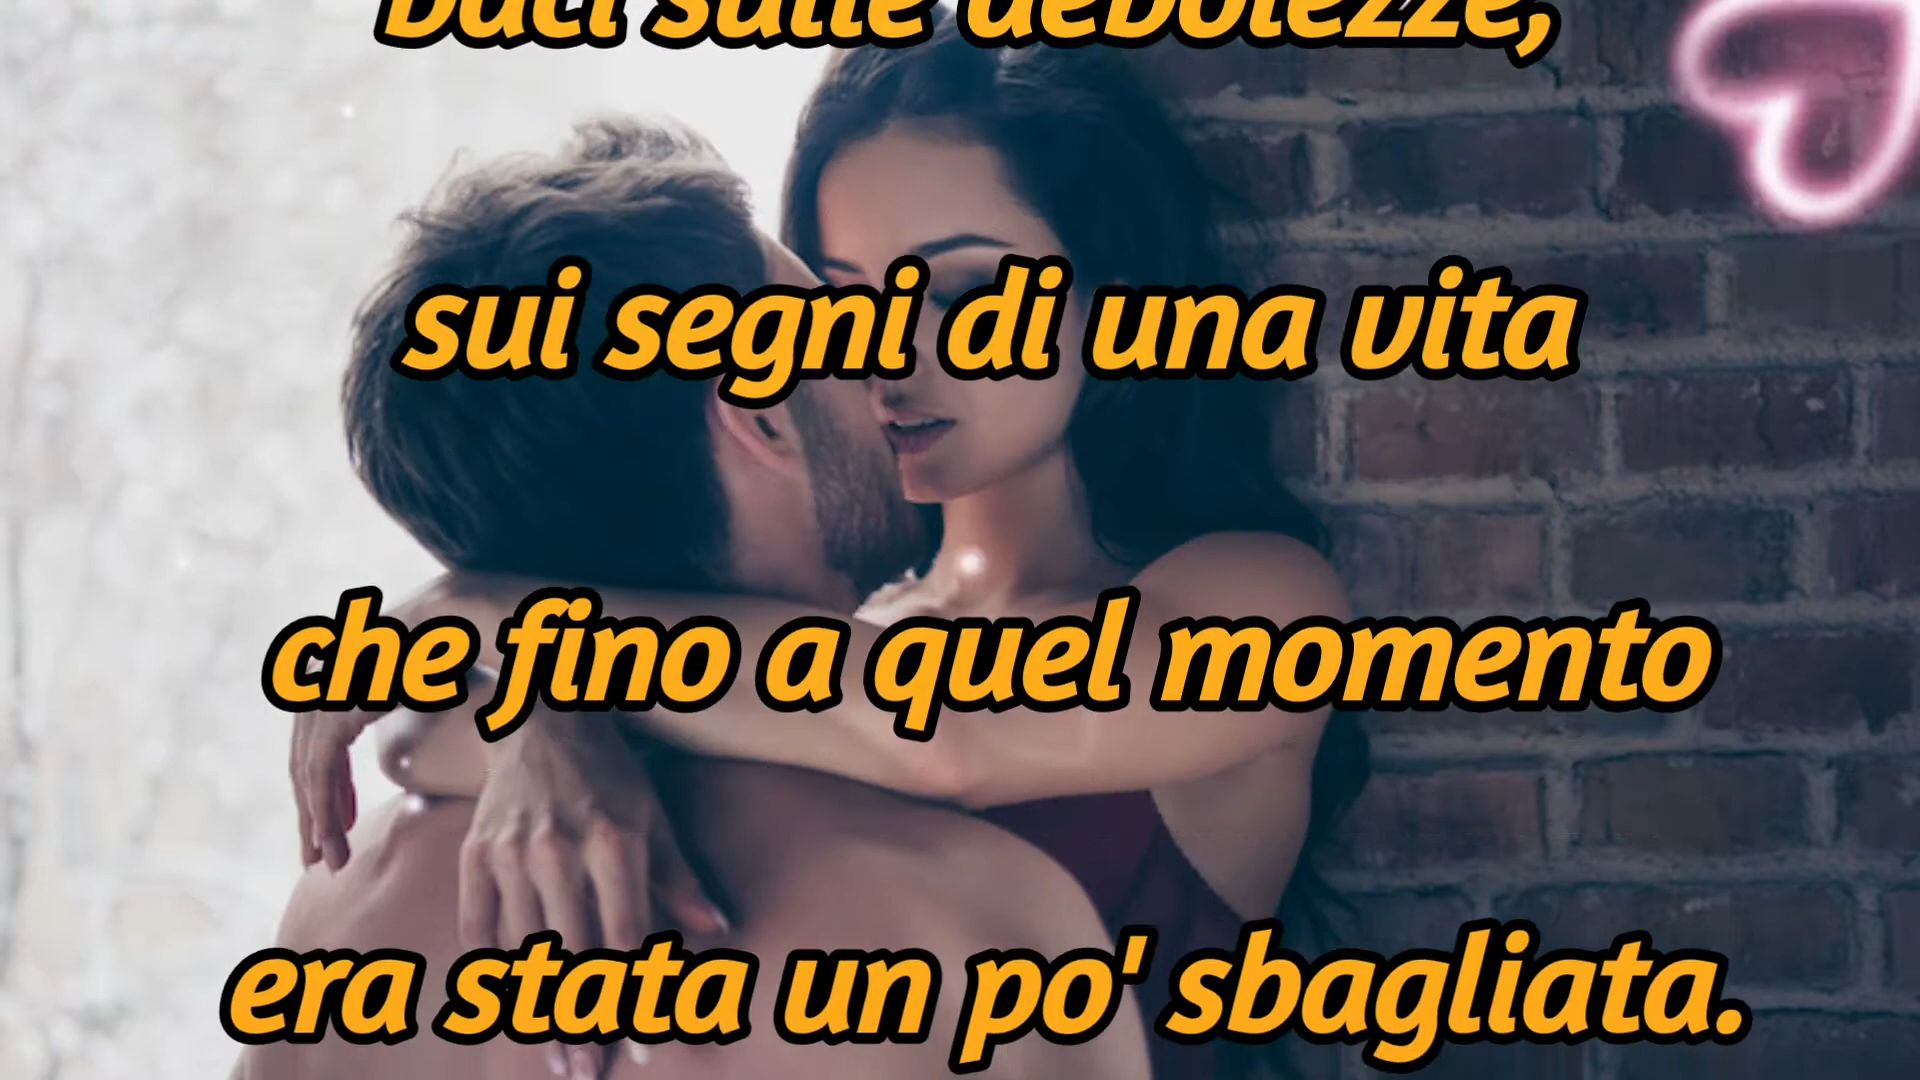 Baci sulle debolezze,
sui segni di una vita
che fino a quel momento
era stata un po' sbagliata.